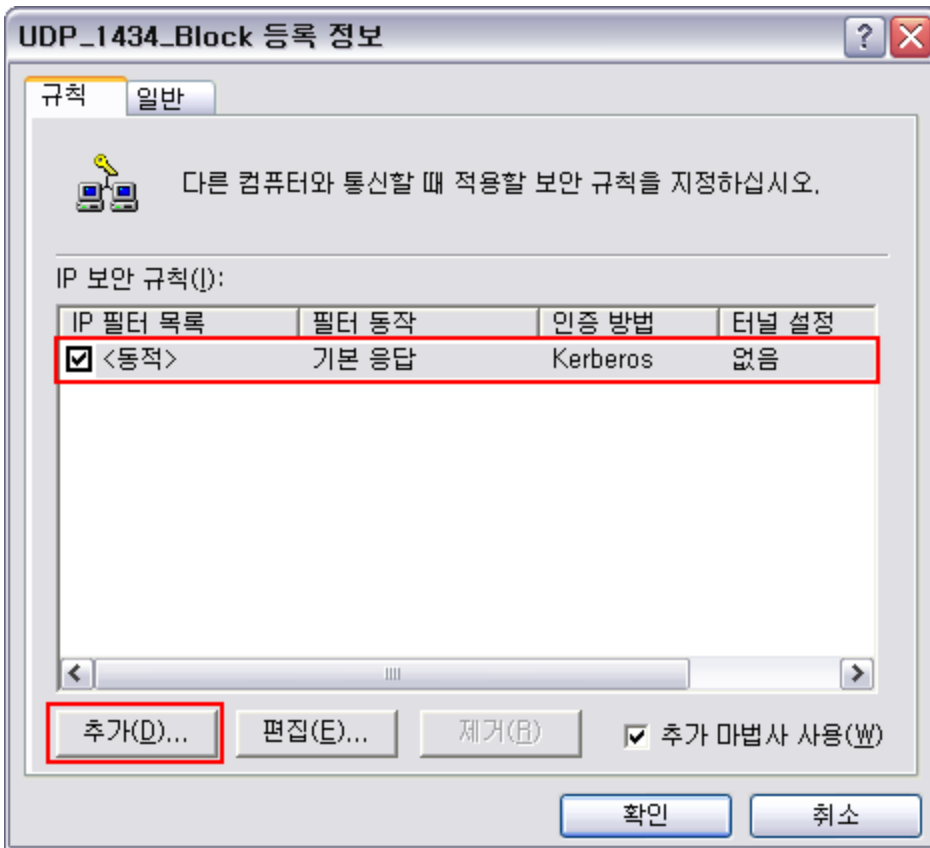 UDP_1434_Block 등록 정보
규칙 일반
다른 컴퓨터와 통신할 때 적용할 보안 규칙을 지정하십시오.
IP 보안 규칙(I):
IP 필터 목록 필터 동작 인증 방법 터널 설정
<동적> 기본 응답 Kerberos 없음
추가(D)... 편집(E)... 제거(R) 추가 마법사 사용(W)
확인 취소